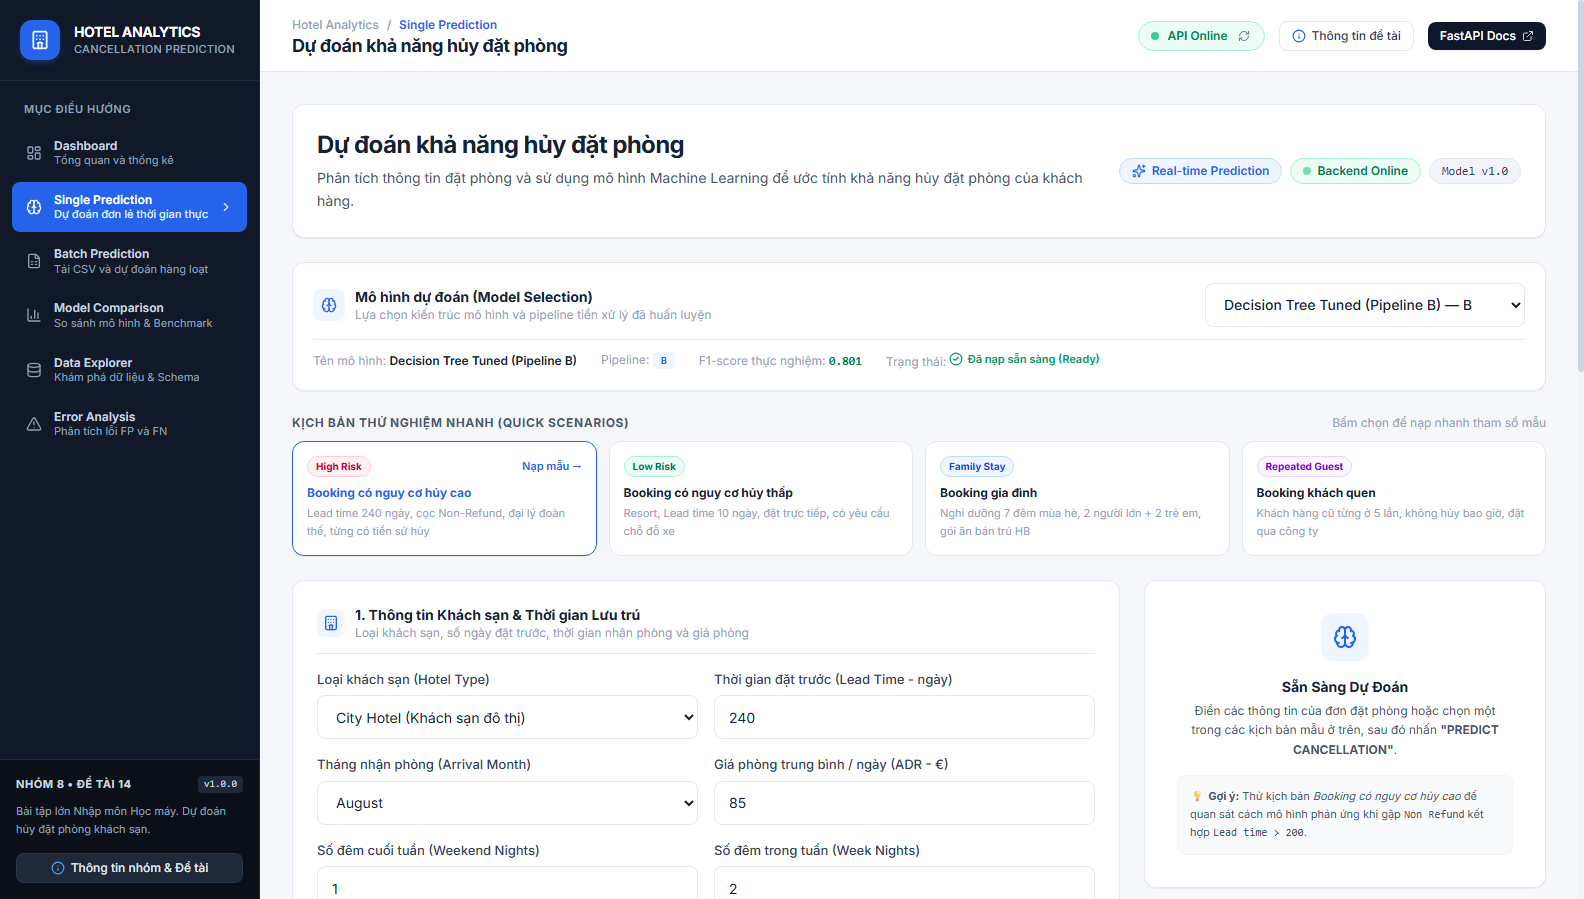 HOTEL ANALYTICS
CANCELLATION PREDICTION
MỤC ĐIỀU HƯỚNG
Dashboard
Tổng quan và thống kê
Single Prediction
Dự đoán đơn lẻ thời gian thực
Batch Prediction
Tải CSV và dự đoán hàng loạt
Model Comparison
So sánh mô hình & Benchmark
Data Explorer
Khám phá dữ liệu & Schema
Error Analysis
Phân tích lỗi FP và FN
NHÓM 8 • ĐỀ TÀI 14
v1.0.0
Bài tập lớn Nhập môn Học máy. Dự đoán
hủy đặt phòng khách sạn.
Thông tin nhóm & Đề tài
Hotel Analytics / Single Prediction
Dự đoán khả năng hủy đặt phòng
API Online
Thông tin đề tài
FastAPI Docs
Dự đoán khả năng hủy đặt phòng
Phân tích thông tin đặt phòng và sử dụng mô hình Machine Learning để ước tính khả năng hủy đặt phòng của khách
hàng.
Real-time Prediction
Backend Online
Model v1.0
Mô hình dự đoán (Model Selection)
Lựa chọn kiến trúc mô hình và pipeline tiền xử lý đã huấn luyện
Decision Tree Tuned (Pipeline B) — B
Tên mô hình: Decision Tree Tuned (Pipeline B)
Pipeline: B
F1-score thực nghiệm: 0.801
Trạng thái: Đã nạp sẵn sàng (Ready)
KỊCH BẢN THỬ NGHIỆM NHANH (QUICK SCENARIOS)
Bấm chọn để nạp nhanh tham số mẫu
High Risk
Nạp mẫu →
Booking có nguy cơ hủy cao
Lead time 240 ngày, cọc Non-Refund, đại lý đoàn
thể, từng có tiền sử hủy
Low Risk
Booking có nguy cơ hủy thấp
Resort, Lead time 10 ngày, đặt trực tiếp, có yêu cầu
chỗ đỗ xe
Family Stay
Booking gia đình
Nghỉ dưỡng 7 đêm mùa hè, 2 người lớn + 2 trẻ em,
gói ăn bán trú HB
Repeated Guest
Booking khách quen
Khách hàng cũ từng ở 5 lần, không hủy bao giờ, đặt
qua công ty
1. Thông tin Khách sạn & Thời gian Lưu trú
Loại khách sạn, số ngày đặt trước, thời gian nhận phòng và giá phòng
Loại khách sạn (Hotel Type)
City Hotel (Khách sạn đô thị)
Thời gian đặt trước (Lead Time - ngày)
240
Tháng nhận phòng (Arrival Month)
August
Giá phòng trung bình / ngày (ADR - €)
85
Số đêm cuối tuần (Weekend Nights)
1
Số đêm trong tuần (Week Nights)
2
Sẵn Sàng Dự Đoán
Điền các thông tin của đơn đặt phòng hoặc chọn một
trong các kịch bản mẫu ở trên, sau đó nhấn "PREDICT
CANCELLATION".
💡 Gợi ý: Thử kịch bản Booking có nguy cơ hủy cao để
quan sát cách mô hình phản ứng khi gặp Non Refund kết
hợp Lead time > 200.